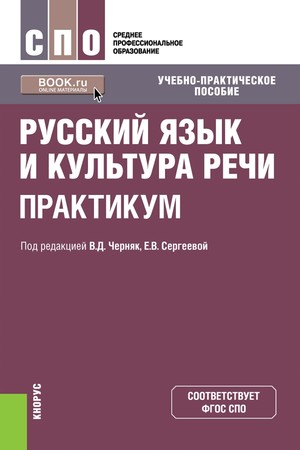 СПО
СРЕДНЕЕ
ПРОФЕССИОНАЛЬНОЕ
ОБРАЗОВАНИЕ
BOOK.ru
ONLINE МАТЕРИАЛЫ
УЧЕБНО-ПРАКТИЧЕСКОЕ
ПОСОБИЕ
РУССКИЙ ЯЗЫК
И КУЛЬТУРА РЕЧИ
ПРАКТИКУМ
Под редакцией В.Д. Черняк, Е.В. Сергеевой
КНОРУС
СООТВЕТСТВУЕТ
ФГОС СПО